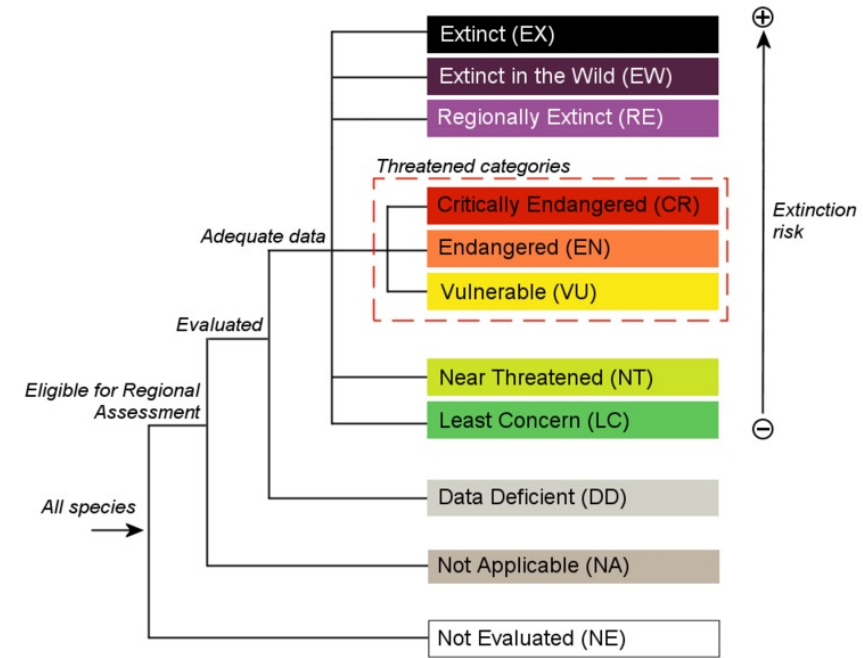 Extinct (EX)
Extinct in the Wild (EW)
Regionally Extinct (RE)
Threatened categories
Critically Endangered (CR)
Adequate data
Endangered (EN)
Extinction
risk
Vulnerable (VU)
Evaluated
Near Threatened (NT)
Eligible for Regional
Assessment
Least Concern (LC)
Data Deficient (DD)
All species
Not Applicable (NA)
Not Evaluated (NE)